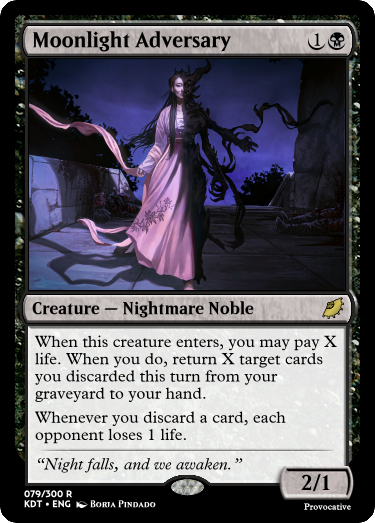 Moonlight Adversary 1
Creature — Nightmare Noble
When this creature enters, you may pay X
life. When you do, return X target cards
you discarded this turn from your
graveyard to your hand.
Whenever you discard a card, each
opponent loses 1 life.
“Night falls, and we awaken.”
2/1
079/300 R
KDT • ENG Borja Pindado
Provocative